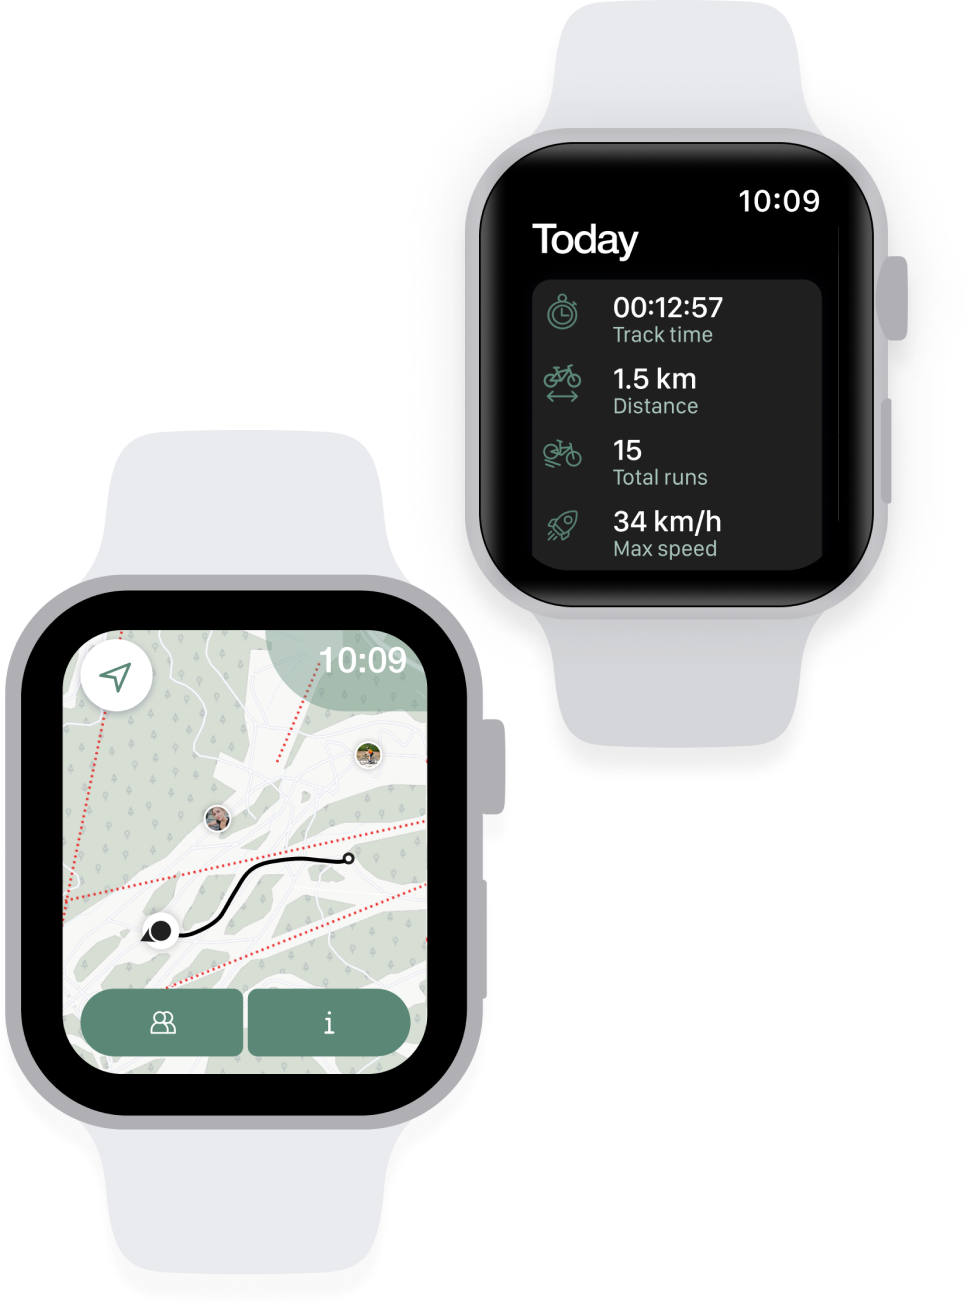 10:09
Today
00:12:57
Track time
1.5 km
Distance
15
Total runs
34 km/h
Max speed
10:09
i